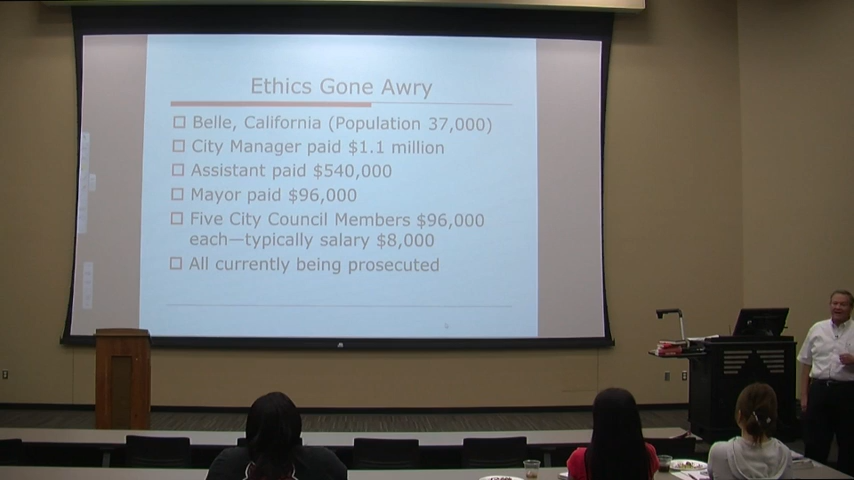 Ethics Gone Awry
Belle, California (Population 37,000)
City Manager paid $1.1 million
Assistant paid $540,000
Mayor paid $96,000
Five City Council Members $96,000
each—typically salary $8,000
All currently being prosecuted